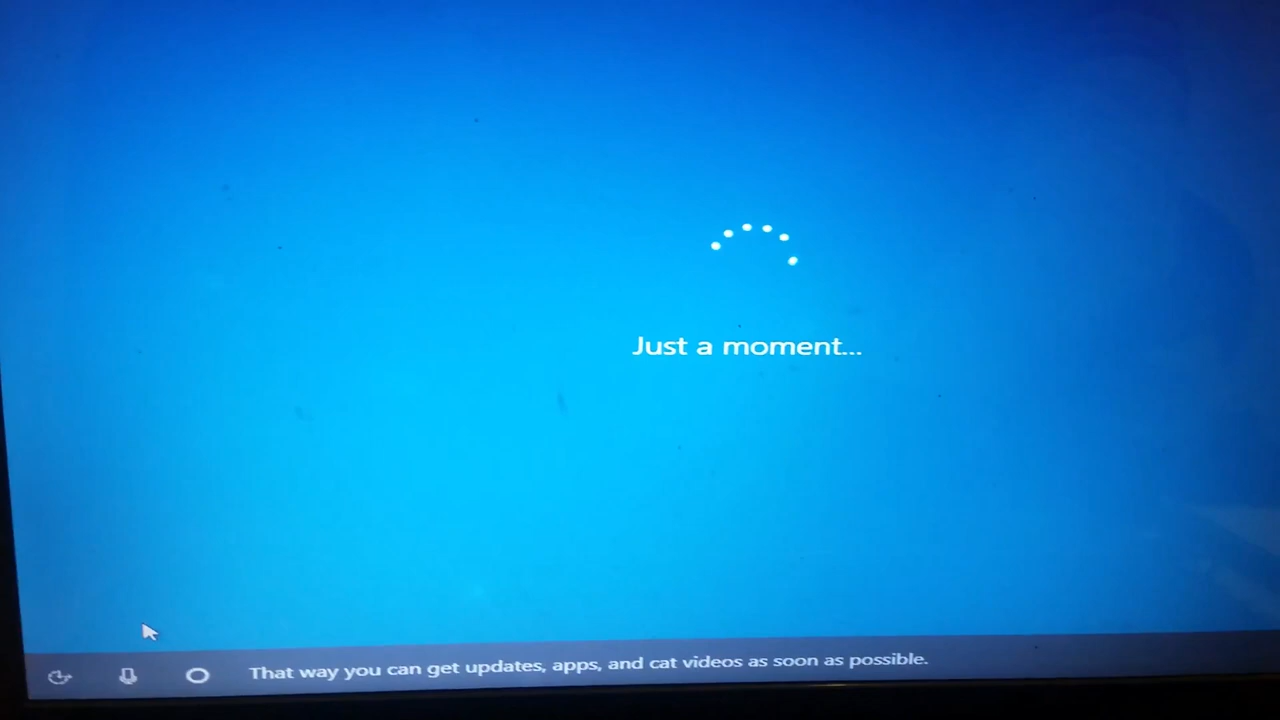 Just a moment...
That way you can get updates, apps, and cat videos as soon as possible.